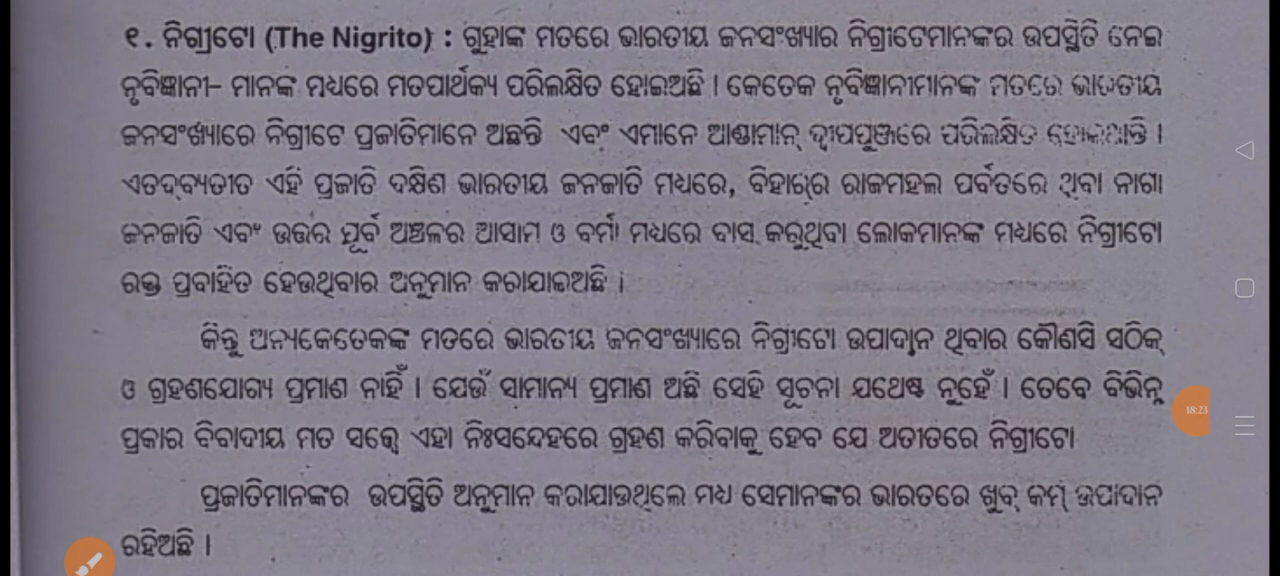 ୧. ନିଗ୍ରୀଟୋ (The Nigrito) : ଗୁହାଙ୍କ ମତରେ ଭାରତୀୟ ଜନସଂଖ୍ୟାର ନିଗ୍ରୀଟେମାନଙ୍କର ଉପସ୍ଥିତି ନେଇ
ନୃବିଜ୍ଞାନୀ- ମାନଙ୍କ ମଧ୍ୟରେ ମତପାର୍ଥକ୍ୟ ପରିଲକ୍ଷିତ ହୋଇଅଛି । କେତେକ ନୃବିଜ୍ଞାନୀମାନଙ୍କ ମତରେ ଭାରତୀୟ
ଜନସଂଖ୍ୟାରେ ନିଗ୍ରୀଟେ ପ୍ରଜାତିମାନେ ଅଛନ୍ତି ଏବଂ ଏମାନେ ଆଣ୍ଡାମାନ୍ ଦ୍ୱୀପପୁଞ୍ଜରେ ପରିଲକ୍ଷିତ ହୋଇଥାନ୍ତି ।
ଏତଦ୍‌ବ୍ୟତୀତ ଏହି ପ୍ରଜାତି ଦକ୍ଷିଣ ଭାରତୀୟ ଜନଜାତି ମଧ୍ୟରେ, ବିହାର୍‌ର ରାଜମହଲ ପର୍ବତରେ ଥିବା ନାଗା
ଜନଜାତି ଏବଂ ଉତ୍ତର ପୂର୍ବ ଅଞ୍ଚଳର ଆସାମ ଓ ବର୍ମା ମଧ୍ୟରେ ବାସ୍ କରୁଥିବା ଲୋକମାନଙ୍କ ମଧ୍ୟରେ ନିଗ୍ରୀଟୋ
ରକ୍ତ ପ୍ରବାହିତ ହେଉଥିବାର ଅନୁମାନ କରାଯାଇଅଛି ।
କିନ୍ତୁ ଅନ୍ୟକେତେକଙ୍କ ମତରେ ଭାରତୀୟ ଜନସଂଖ୍ୟାରେ ନିଗ୍ରୀଟୋ ଉପାଦାନ ଥିବାର କୌଣସି ସଠିକ୍
ଓ ଗ୍ରହଣଯୋଗ୍ୟ ପ୍ରମାଣ ନାହିଁ । ଯେଉଁ ସାମାନ୍ୟ ପ୍ରମାଣ ଅଛି ସେହି ସୂଚନା ଯଥେଷ୍ଟ ନୁହେଁ । ତେବେ ବିଭିନ୍ନ
ପ୍ରକାର ବିବାଦୀୟ ମତ ସତ୍ତ୍ୱେ ଏହା ନିଃସନ୍ଦେହରେ ଗ୍ରହଣ କରିବାକୁ ହେବ ଯେ ଅତୀତରେ ନିଗ୍ରୀଟୋ
ପ୍ରଜାତିମାନଙ୍କର ଉପସ୍ଥିତି ଅନୁମାନ କରାଯାଉଥିଲେ ମଧ୍ୟ ସେମାନଙ୍କର ଭାରତରେ ଖୁବ୍ କମ୍ ଉପାଦାନ
ରହିଅଛି ।
18:23